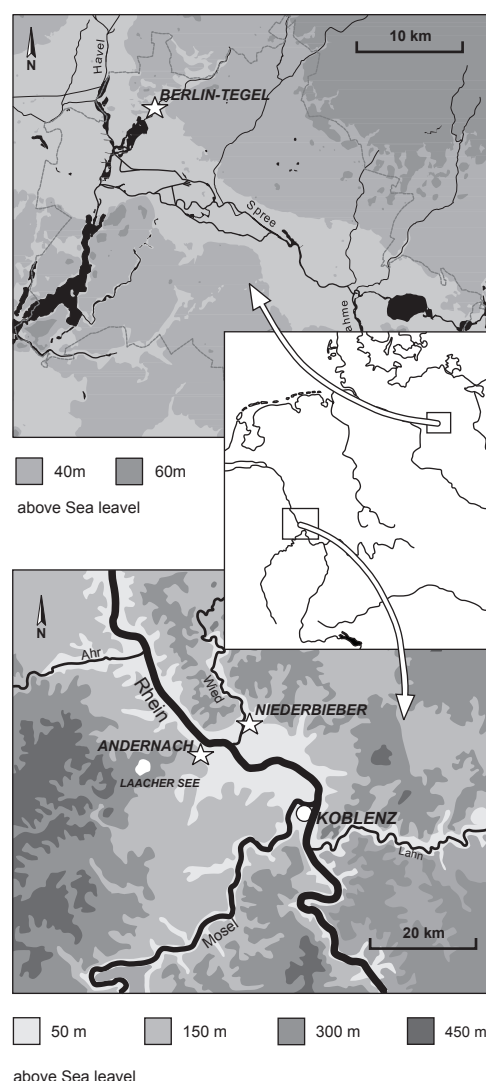 10 km
N
Havel
BERLIN-TEGEL
Spree
ahme
40m 60m
above Sea leavel
N
Ahr
Rhein
Wied
NIEDERBIEBER
ANDERNACH
LAACHER SEE
KOBLENZ
Lahn
Mosel
20 km
50 m 150 m 300 m 450 m
above Sea leavel